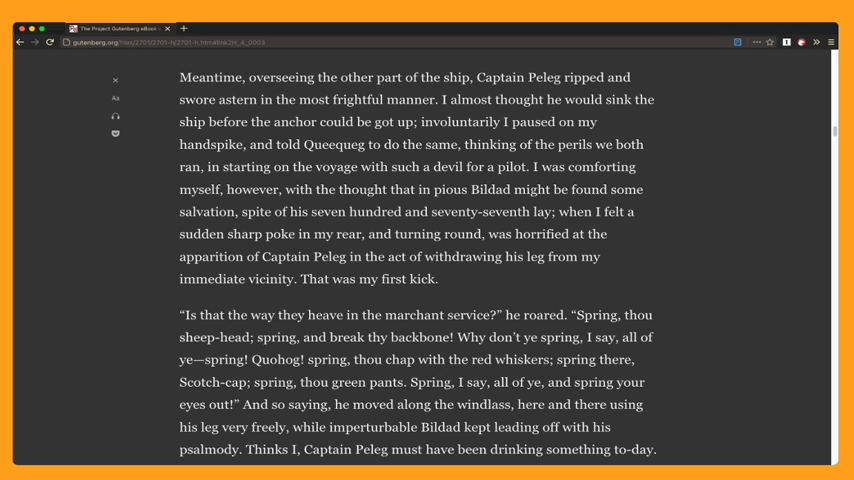 The Project Gutenberg eBook
gutenberg.org/files/2701/2701-h/2701-h.htm#link2H_4_0003
Aa
Meantime, overseeing the other part of the ship, Captain Peleg ripped and
swore astern in the most frightful manner. I almost thought he would sink the
ship before the anchor could be got up; involuntarily I paused on my
handspike, and told Queequeg to do the same, thinking of the perils we both
ran, in starting on the voyage with such a devil for a pilot. I was comforting
myself, however, with the thought that in pious Bildad might be found some
salvation, spite of his seven hundred and seventy-seventh lay; when I felt a
sudden sharp poke in my rear, and turning round, was horrified at the
apparition of Captain Peleg in the act of withdrawing his leg from my
immediate vicinity. That was my first kick.
“Is that the way they heave in the marchant service?” he roared. “Spring, thou
sheep-head; spring, and break thy backbone! Why don’t ye spring, I say, all of
ye—spring! Quohog! spring, thou chap with the red whiskers; spring there,
Scotch-cap; spring, thou green pants. Spring, I say, all of ye, and spring your
eyes out!” And so saying, he moved along the windlass, here and there using
his leg very freely, while imperturbable Bildad kept leading off with his
psalmody. Thinks I, Captain Peleg must have been drinking something to-day.